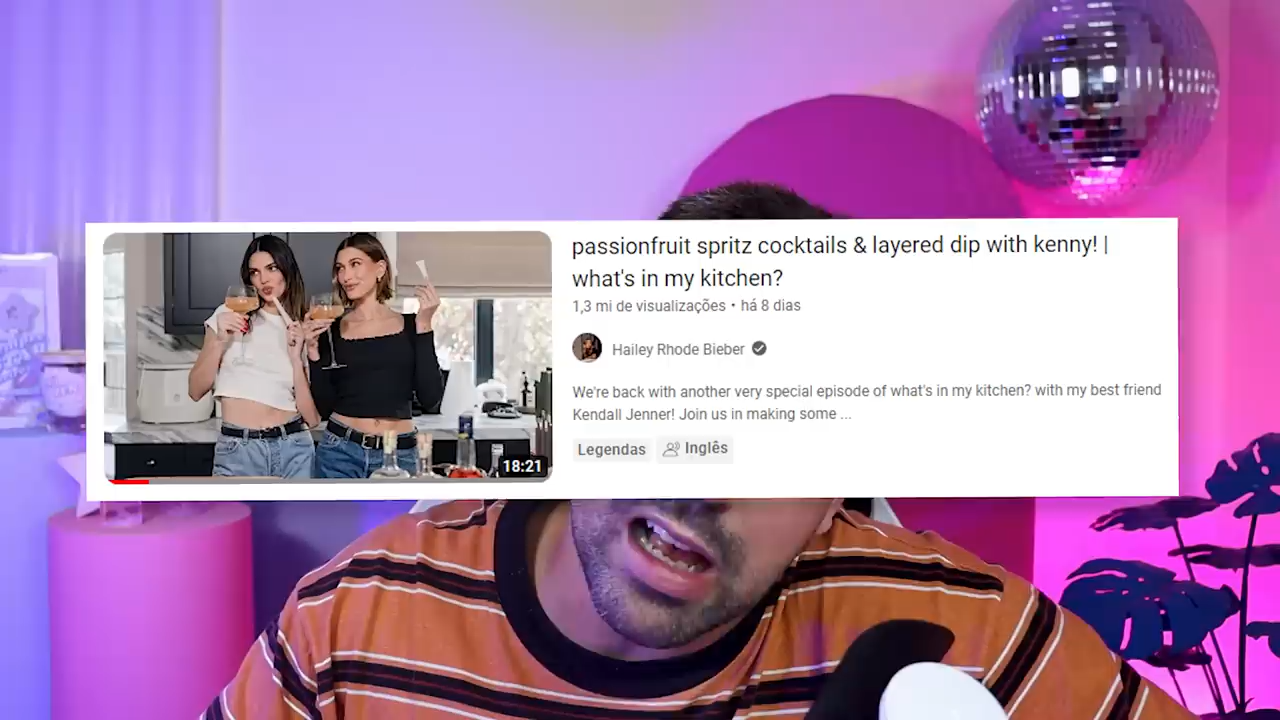 passionfruit spritz cocktails & layered dip with kenny! |
what's in my kitchen?
1,3 mi de visualizações • há 8 dias
Hailey Rhode Bieber
We're back with another very special episode of what's in my kitchen? with my best friend
Kendall Jenner! Join us in making some ...
Legendas
Inglês
18:21